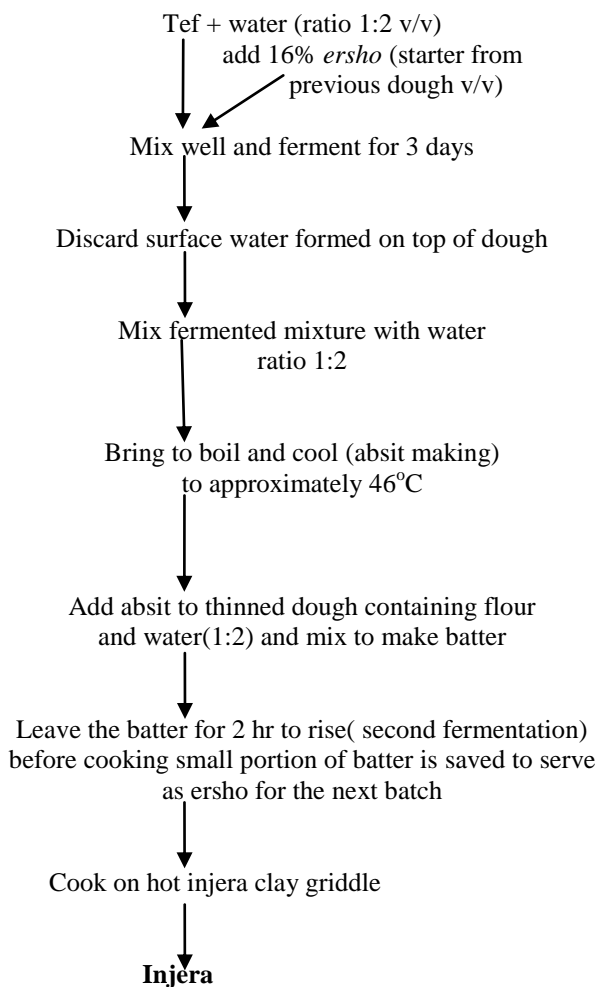 Tef + water (ratio 1:2 v/v)
add 16% ersho (starter from
previous dough v/v)
Mix well and ferment for 3 days
Discard surface water formed on top of dough
Mix fermented mixture with water
ratio 1:2
Bring to boil and cool (absit making)
to approximately 46°C
Add absit to thinned dough containing flour
and water(1:2) and mix to make batter
Leave the batter for 2 hr to rise( second fermentation)
before cooking small portion of batter is saved to serve
as ersho for the next batch
Cook on hot injera clay griddle
Injera